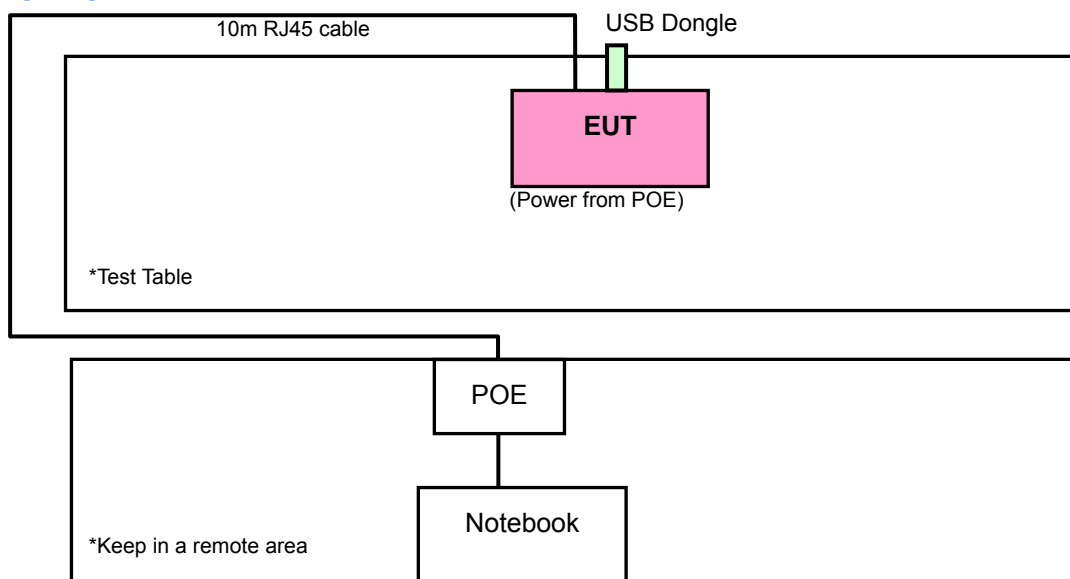 10m RJ45 cable
USB Dongle
EUT
(Power from POE)
*Test Table
POE
Notebook
*Keep in a remote area